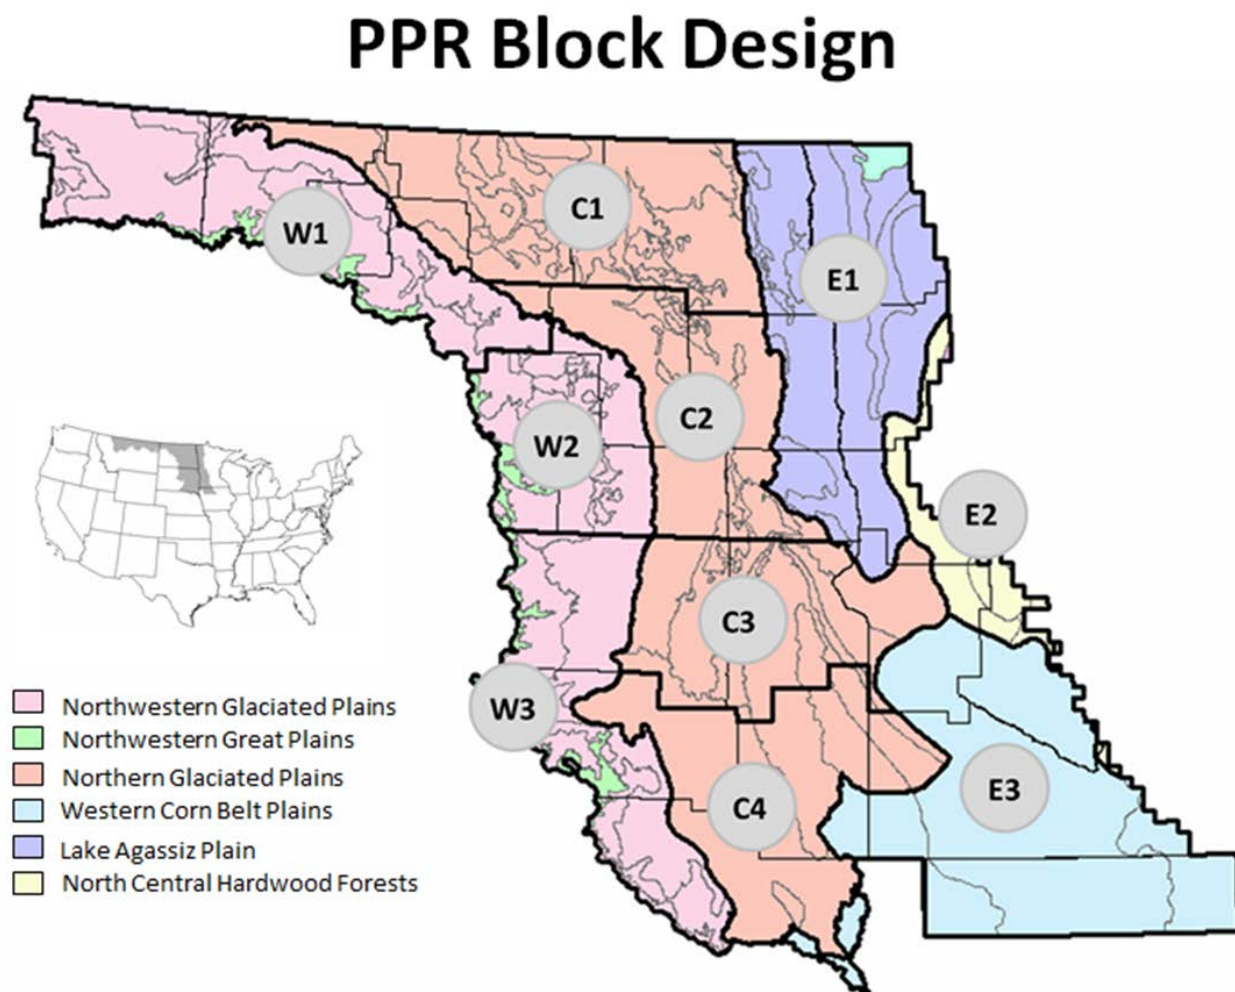 PPR Block Design
C1
W1
E1
C2
W2
E2
C3
W3
E3
C4
Northwestern Glaciated Plains
Northwestern Great Plains
Northern Glaciated Plains
Western Corn Belt Plains
Lake Agassiz Plain
North Central Hardwood Forests